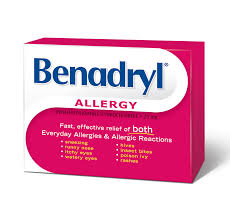 Benadryl®
ALLERGY
Fast, effective relief of both
Everyday Allergies & Allergic Reactions
• sneezing
• runny nose
• itchy eyes
• watery eyes
• hives
• insect bites
• poison ivy
• rashes